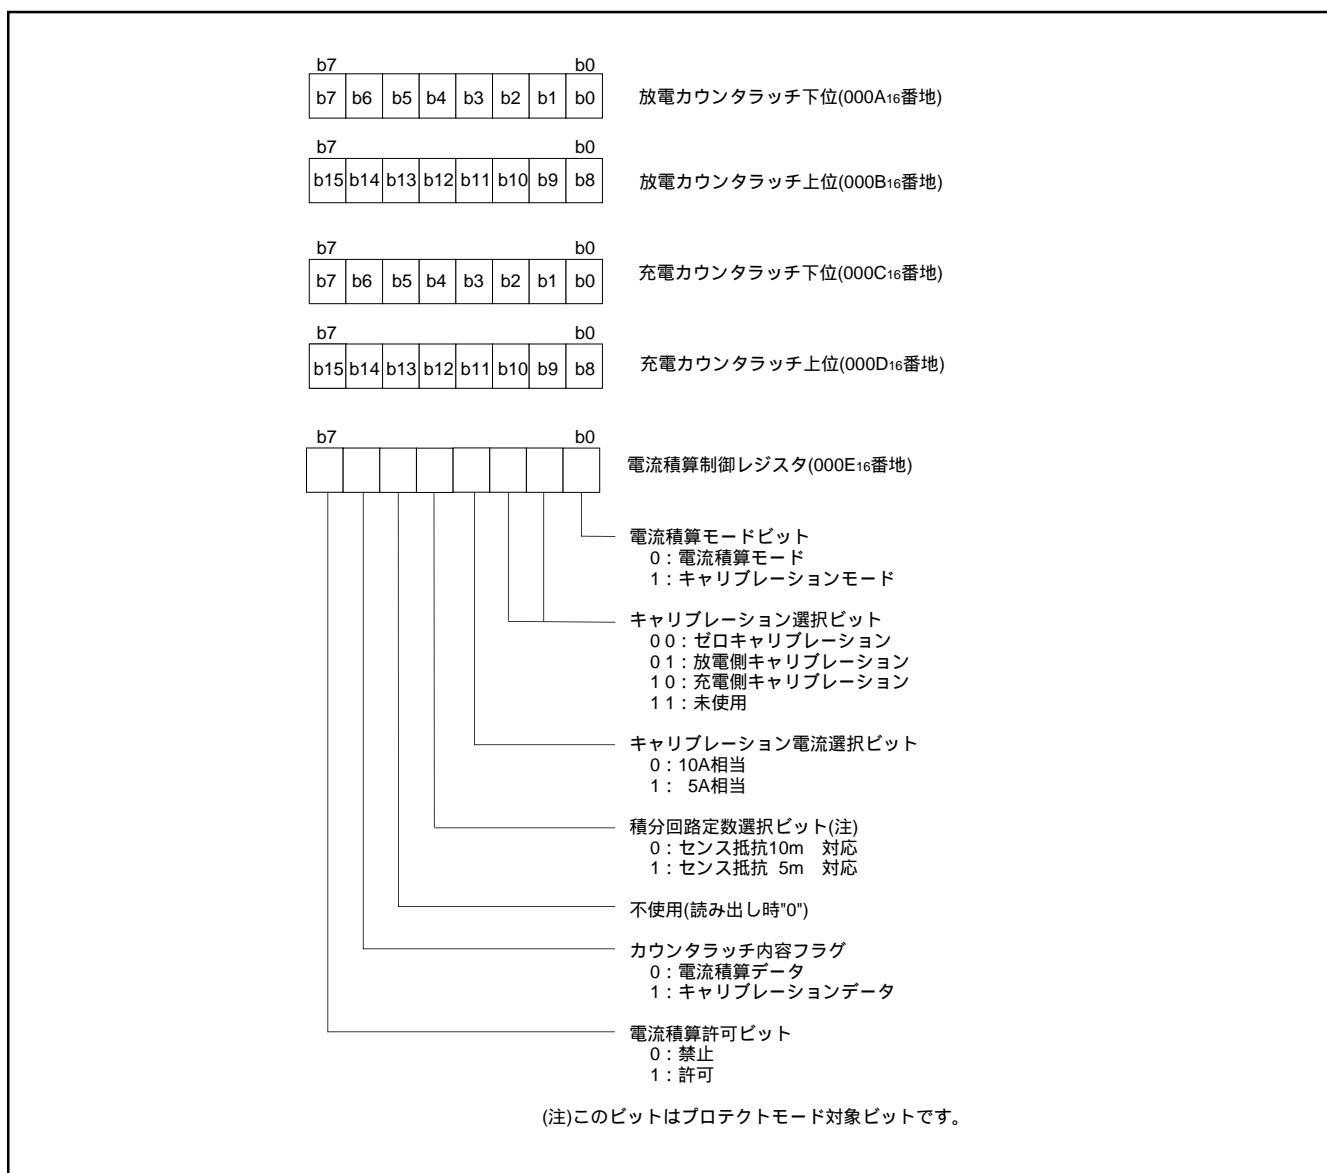 b7 b0
b7 b6 b5 b4 b3 b2 b1 b0 放電カウンタラッチ下位(000A16番地)
b7 b0
b15 b14 b13 b12 b11 b10 b9 b8 放電カウンタラッチ上位(000B16番地)
b7 b0
b7 b6 b5 b4 b3 b2 b1 b0 充電カウンタラッチ下位(000C16番地)
b7 b0
b15 b14 b13 b12 b11 b10 b9 b8 充電カウンタラッチ上位(000D16番地)
b7 b0
電流積算制御レジスタ(000E16番地)
電流積算モードビット
0：電流積算モード
1：キャリブレーションモード
キャリブレーション選択ビット
0 0：ゼロキャリブレーション
0 1：放電側キャリブレーション
1 0：充電側キャリブレーション
1 1：未使用
キャリブレーション電流選択ビット
0：10A相当
1： 5A相当
積分回路定数選択ビット(注)
0：センス抵抗10m 対応
1：センス抵抗 5m 対応
不使用(読み出し時"0")
カウンタラッチ内容フラグ
0：電流積算データ
1：キャリブレーションデータ
電流積算許可ビット
0：禁止
1：許可
(注)このビットはプロテクトモード対象ビットです。